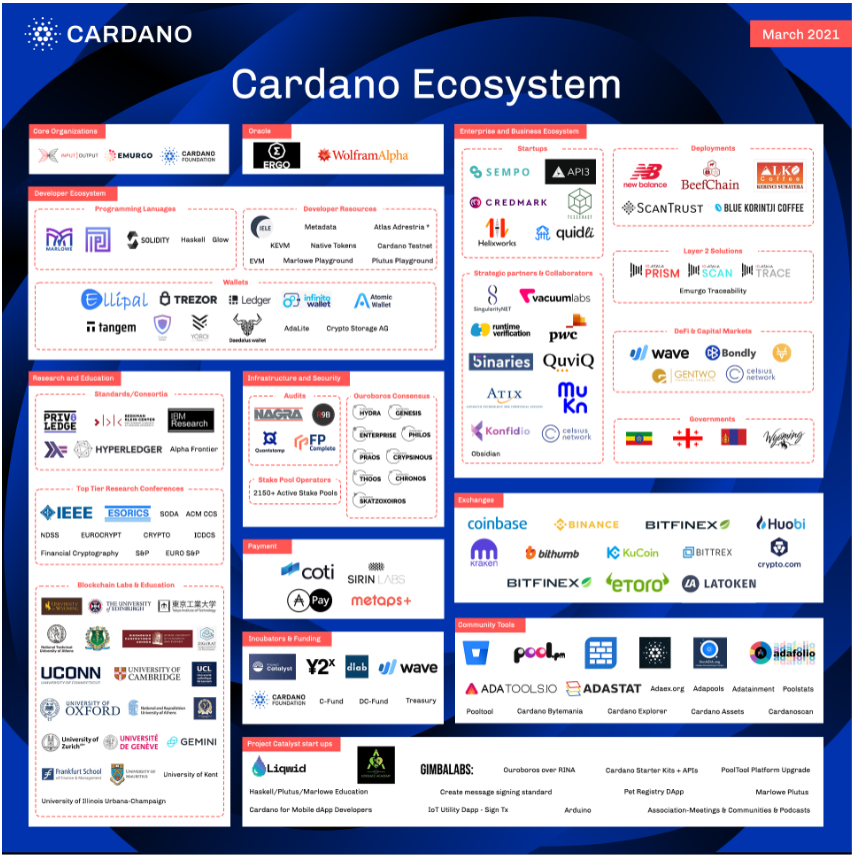 CARDANO
March 2021
Cardano Ecosystem
Core Organizations
INPUT | OUTPUT
EMURGO
CARDANO
FOUNDATION
Oracle
ERGO
WolframAlpha
Developer Ecosystem
Programming Lanuages
MARLOWE
SOLIDITY
Haskell
Glow
Developer Resources
IELE
Metadata
Atlas Adrestria *
KEVM
Native Tokens
Cardano Testnet
EVM
Marlowe Playground
Plutus Playground
Wallets
Ellipal
TREZOR
Ledger
infinito
wallet
Atomic
Wallet
tangem
YOROI
Daedalus wallet
AdaLite
Crypto Storage AG
Enterprise and Business Ecosystem
Startups
SEMPO
API3
CREDMARK
Helixworks
quidli
Strategic partners & Collaborators
SingularityNET
vacuumlabs
runtime
verification
pwc
binaries
QuviQ
ATIX
MuKn
Konfidio
celsius
network
Obsidian
Deployments
new balance
BEEFCHAIN
ALKO
Coffee
KERINCI SUMATERA
SCANTRUST
BLUE KORINTJI COFFEE
Layer 2 Solutions
PRISM
SCAN
TRACE
Emurgo Traceability
DeFi & Capital Markets
wave
Bondly
GENTWO
celsius
network
Governments
Wyoming
Research and Education
Standards/Consortia
PRIVILEDGE
IBM
Research
HYPERLEDGER
Alpha Frontier
Top Tier Research Conferences
IEEE
ESORICS
SODA
ACM CCS
NDSS
EUROCRYPT
CRYPTO
ICDCS
Financial Cryptography
S&P
EURO S&P
Blockchain Labs & Education
THE UNIVERSITY
of EDINBURGH
東京工業大学
Tokyo Institute of Technology
UCONN
UNIVERSITY OF
CAMBRIDGE
UCL
UNIVERSITY OF
OXFORD
University of
Zurich
UNIVERSITÉ
DE GENÈVE
GEMINI
Frankfurt School
of Finance & Management
University of Kent
University of Illinois Urbana-Champaign
Infrastructure and Security
Audits
NAGRA
R9B
Quantstamp
FP
Complete
Stake Pool Operators
2150+ Active Stake Pools
Ouroboros Consensus
HYDRA
GENESIS
ENTERPRISE
PHILOS
PRAOS
CRYPSINOUS
THOOS
CHRONOS
SKATZOXOIROS
Payment
coti
SIRIN LABS
Pay
metaps+
Incubators & Funding
Catalyst
¥2x
dlab
wave
CARDANO
FOUNDATION
C-Fund
DC-Fund
Treasury
Exchanges
coinbase
BINANCE
BITFINEX
Huobi
kraken
bithumb
KuCoin
BITTREX
crypto.com
BITFINEX
eToro
LATOKEN
Community Tools
pool.pm
adafolio
ADATOOLS.IO
ADASTAT
Adaex.org
Adapools
Adatainment
Poolstats
Pooltool
Cardano Bytemania
Cardano Explorer
Cardano Assets
Cardanoscan
Project Catalyst start ups
Liqwid
GIMBALABS:
Ouroboros over RINA
Cardano Starter Kits + APIs
PoolTool Platform Upgrade
Haskell/Plutus/Marlowe Education
Create message signing standard
Pet Registry DApp
Marlowe Plutus
Cardano for Mobile dApp Developers
IoT Utility Dapp - Sign Tx
Arduino
Association-Meetings & Communities & Podcasts